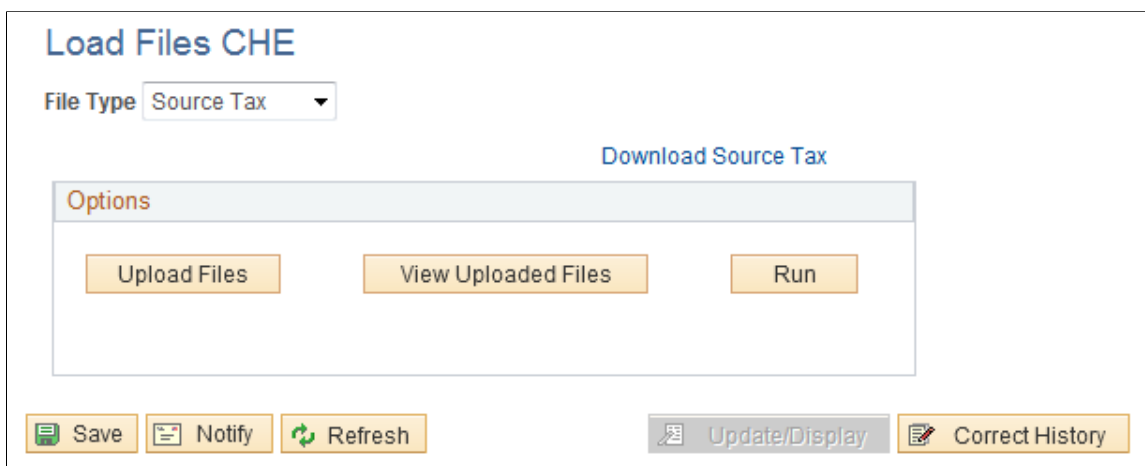 Load Files CHE
File Type Source Tax
Download Source Tax
Options
Upload Files View Uploaded Files Run
Save Notify Refresh Update/Display Correct History